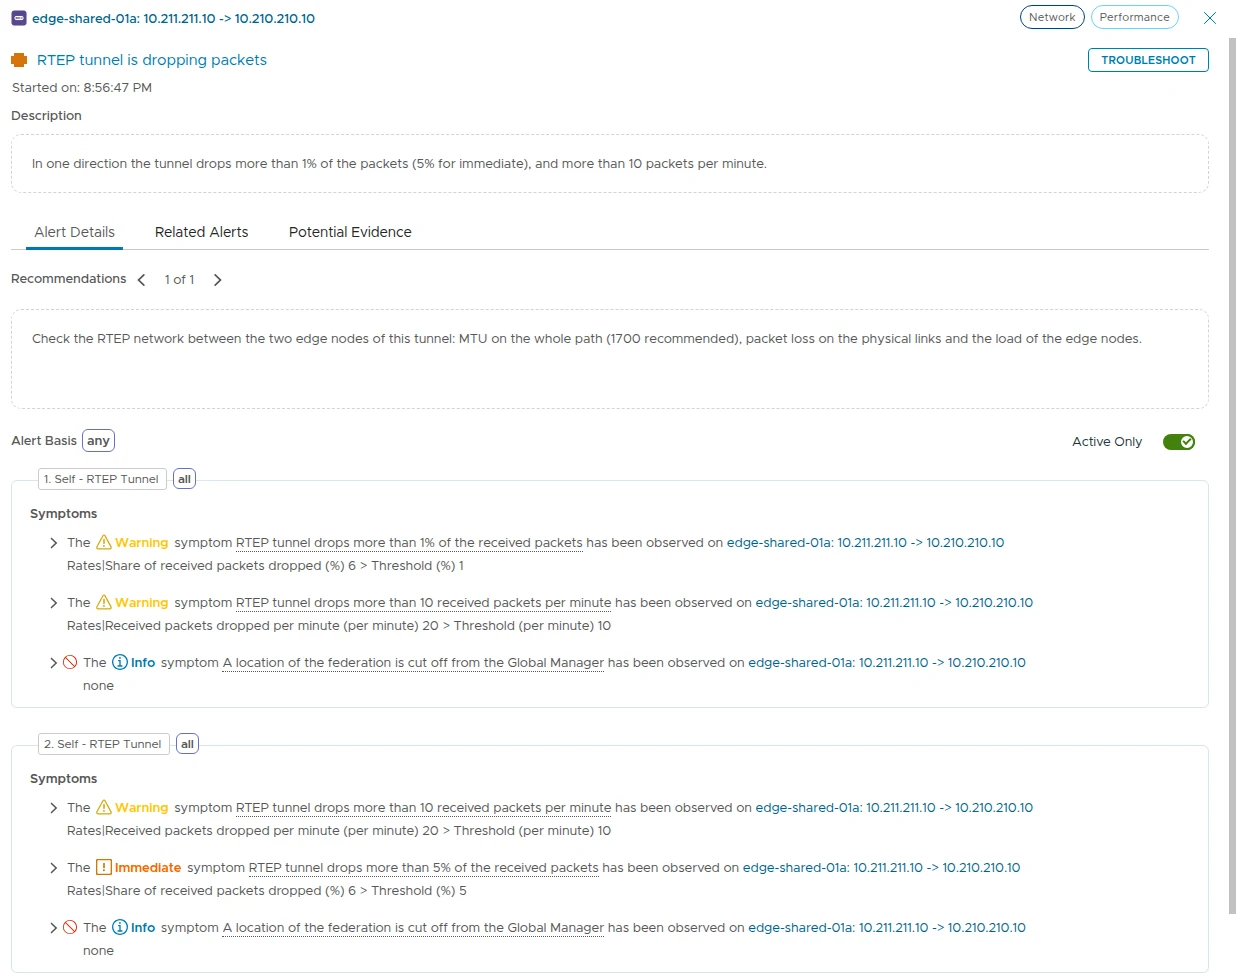 edge-shared-01a: 10.211.211.10 -> 10.210.210.10
Network
Performance
RTEP tunnel is dropping packets
TROUBLESHOOT
Started on: 8:56:47 PM
Description
In one direction the tunnel drops more than 1% of the packets (5% for immediate), and more than 10 packets per minute.
Alert Details
Related Alerts
Potential Evidence
Recommendations
1 of 1
Check the RTEP network between the two edge nodes of this tunnel: MTU on the whole path (1700 recommended), packet loss on the physical links and the load of the edge nodes.
Alert Basis any
Active Only
1. Self - RTEP Tunnel
all
Symptoms
The Warning symptom RTEP tunnel drops more than 1% of the received packets has been observed on edge-shared-01a: 10.211.211.10 -> 10.210.210.10
Rates|Share of received packets dropped (%) 6 > Threshold (%) 1
The Warning symptom RTEP tunnel drops more than 10 received packets per minute has been observed on edge-shared-01a: 10.211.211.10 -> 10.210.210.10
Rates|Received packets dropped per minute (per minute) 20 > Threshold (per minute) 10
The Info symptom A location of the federation is cut off from the Global Manager has been observed on edge-shared-01a: 10.211.211.10 -> 10.210.210.10
none
2. Self - RTEP Tunnel
all
Symptoms
The Warning symptom RTEP tunnel drops more than 10 received packets per minute has been observed on edge-shared-01a: 10.211.211.10 -> 10.210.210.10
Rates|Received packets dropped per minute (per minute) 20 > Threshold (per minute) 10
The Immediate symptom RTEP tunnel drops more than 5% of the received packets has been observed on edge-shared-01a: 10.211.211.10 -> 10.210.210.10
Rates|Share of received packets dropped (%) 6 > Threshold (%) 5
The Info symptom A location of the federation is cut off from the Global Manager has been observed on edge-shared-01a: 10.211.211.10 -> 10.210.210.10
none